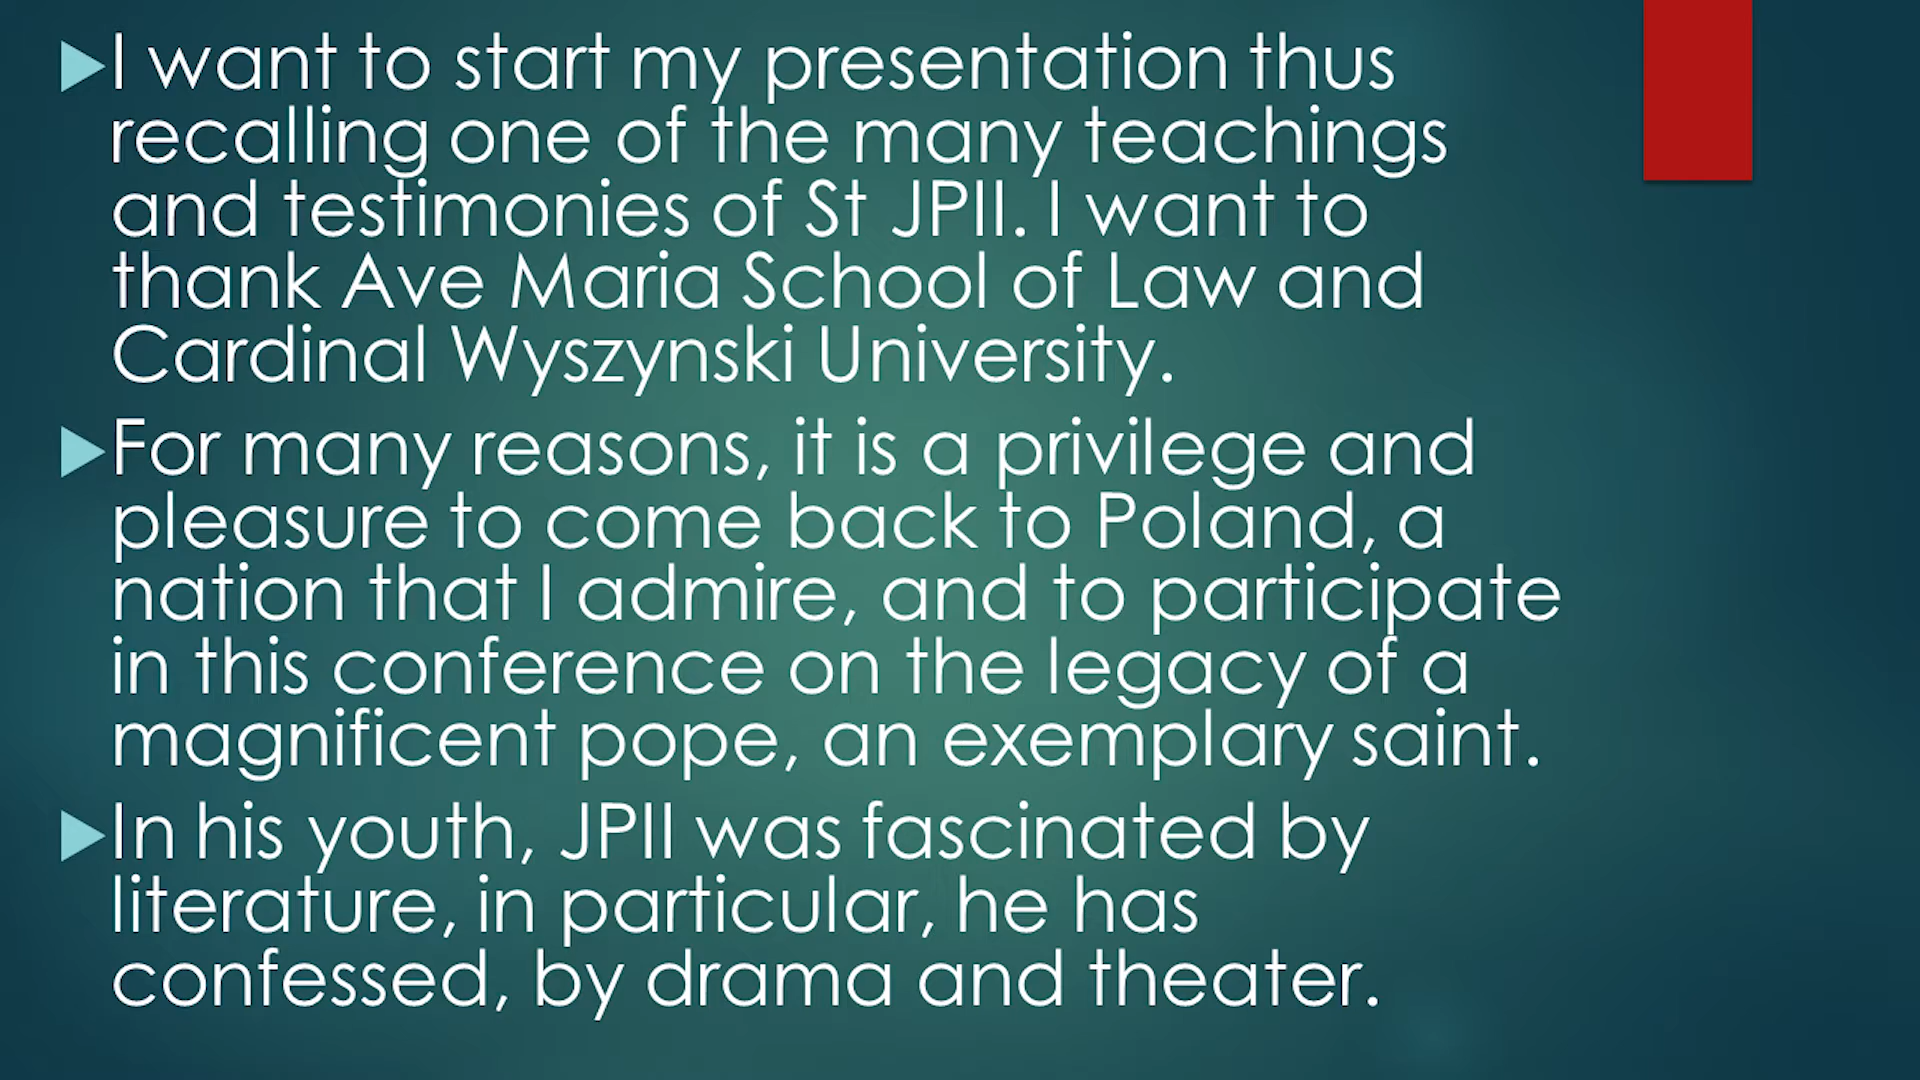 I want to start my presentation thus
recalling one of the many teachings
and testimonies of St JPII. I want to
thank Ave Maria School of Law and
Cardinal Wyszynski University.
For many reasons, it is a privilege and
pleasure to come back to Poland, a
nation that I admire, and to participate
in this conference on the legacy of a
magnificent pope, an exemplary saint.
In his youth, JPII was fascinated by
literature, in particular, he has
confessed, by drama and theater.